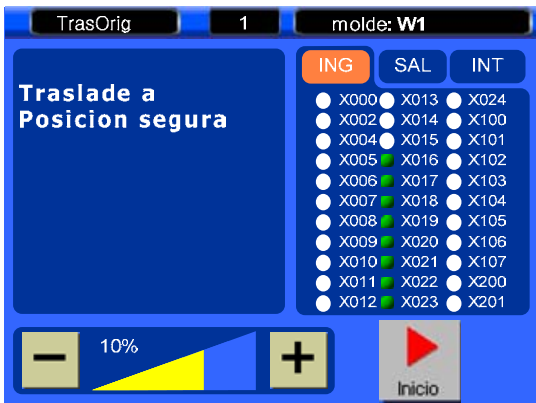 TrasOrig 1 molde: W1
ING SAL INT
Traslade a
Posicion segura
X000 X013 X024
X002 X014 X100
X004 X015 X101
X005 X016 X102
X006 X017 X103
X007 X018 X104
X008 X019 X105
X009 X020 X106
X010 X021 X107
X011 X022 X200
X012 X023 X201
− 10% +
Inicio